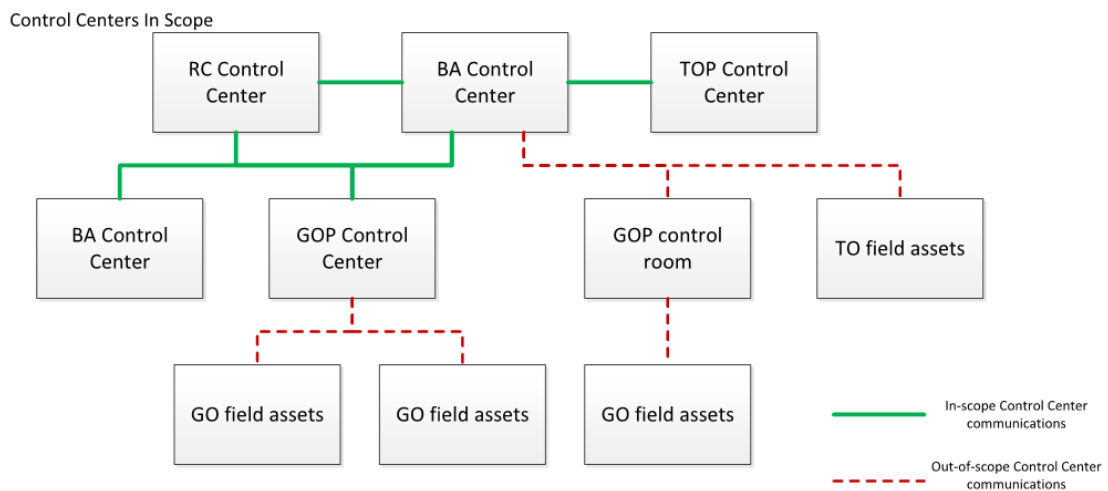 Control Centers In Scope
RC Control
Center
BA Control
Center
TOP Control
Center
BA Control
Center
GOP Control
Center
GOP control
room
TO field assets
GO field assets
GO field assets
GO field assets
In-scope Control Center
communications
Out-of-scope Control Center
communications